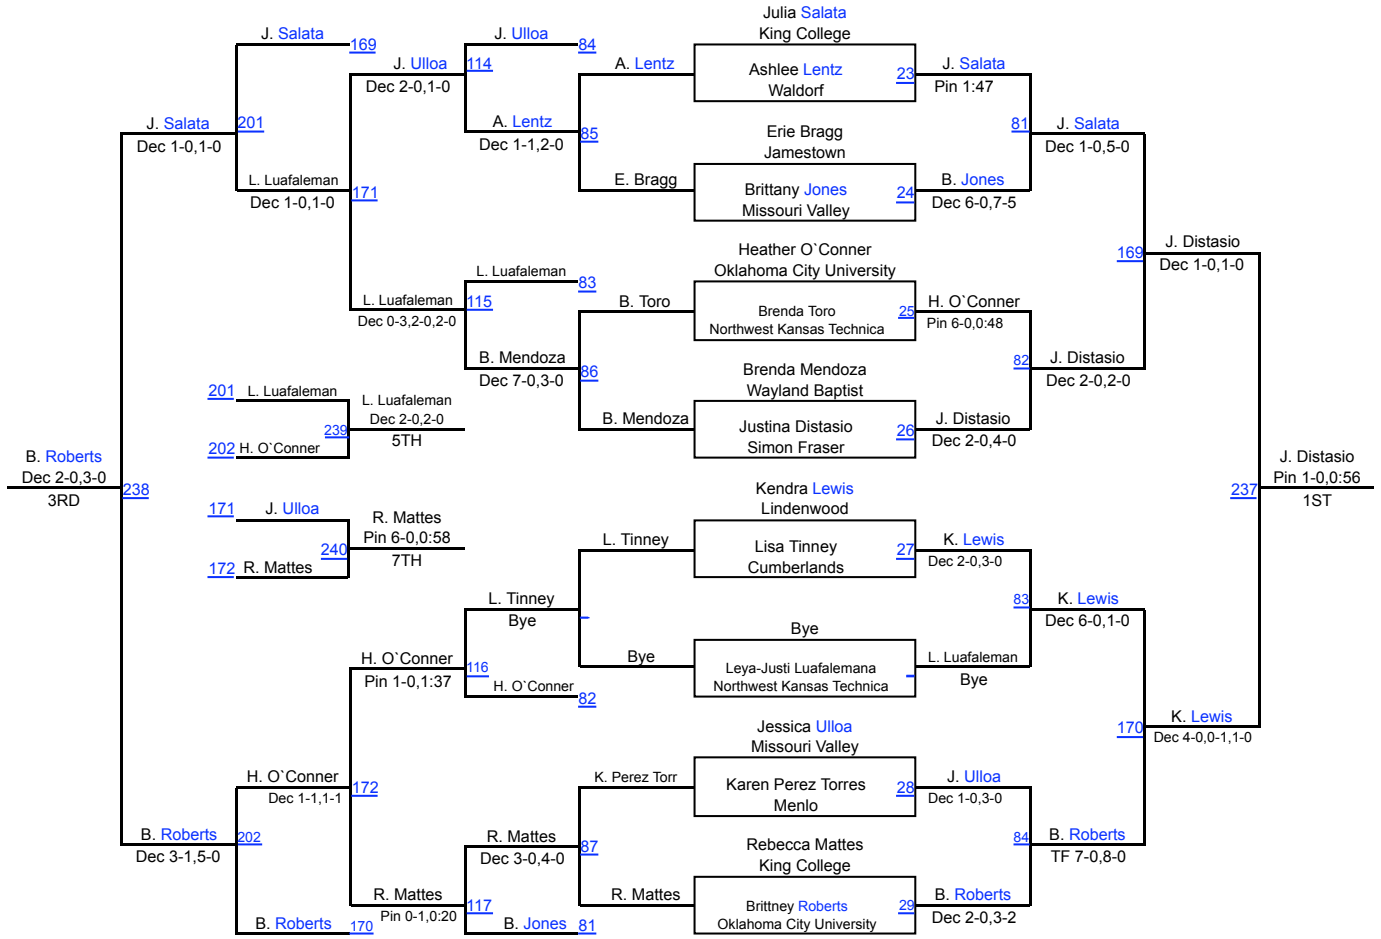 Julia Salata
King College
J. Salata
169
J. Ulloa
84
J. Ulloa
114
Dec 2-0,1-0
A. Lentz
Ashlee Lentz
23
Waldorf
J. Salata
Pin 1:47
J. Salata
201
Dec 1-0,1-0
A. Lentz
85
Dec 1-1,2-0
Erie Bragg
Jamestown
81
J. Salata
Dec 1-0,5-0
L. Luafaleman
171
Dec 1-0,1-0
E. Bragg
Brittany Jones
24
Missouri Valley
B. Jones
Dec 6-0,7-5
Heather O`Conner
Oklahoma City University
169
J. Distasio
Dec 1-0,1-0
L. Luafaleman
83
L. Luafaleman
115
Dec 0-3,2-0,2-0
B. Toro
Brenda Toro
25
Northwest Kansas Technica
H. O`Conner
Pin 6-0,0:48
B. Mendoza
86
Dec 7-0,3-0
Brenda Mendoza
Wayland Baptist
82
J. Distasio
Dec 2-0,2-0
201
L. Luafaleman
L. Luafaleman
Dec 2-0,2-0
239
5TH
202
H. O`Conner
B. Mendoza
Justina Distasio
26
Simon Fraser
J. Distasio
Dec 2-0,4-0
B. Roberts
Dec 2-0,3-0
238
3RD
J. Distasio
Pin 1-0,0:56
237
1ST
Kendra Lewis
Lindenwood
171
J. Ulloa
R. Mattes
Pin 6-0,0:58
240
7TH
172
R. Mattes
L. Tinney
Lisa Tinney
27
Cumberlands
K. Lewis
Dec 2-0,3-0
L. Tinney
Bye
Bye
83
K. Lewis
Dec 6-0,1-0
H. O`Conner
116
Pin 1-0,1:37
H. O`Conner
82
Bye
Leya-Justi Luafalemana
Northwest Kansas Technica
L. Luafaleman
Bye
Jessica Ulloa
Missouri Valley
170
K. Lewis
Dec 4-0,0-1,1-0
H. O`Conner
172
Dec 1-1,1-1
K. Perez Torr
Karen Perez Torres
28
Menlo
J. Ulloa
Dec 1-0,3-0
B. Roberts
202
Dec 3-1,5-0
R. Mattes
87
Dec 3-0,4-0
Rebecca Mattes
King College
84
B. Roberts
TF 7-0,8-0
R. Mattes
117
Pin 0-1,0:20
R. Mattes
Brittney Roberts
29
Oklahoma City University
B. Roberts
Dec 2-0,3-2
B. Roberts
170
B. Jones
81